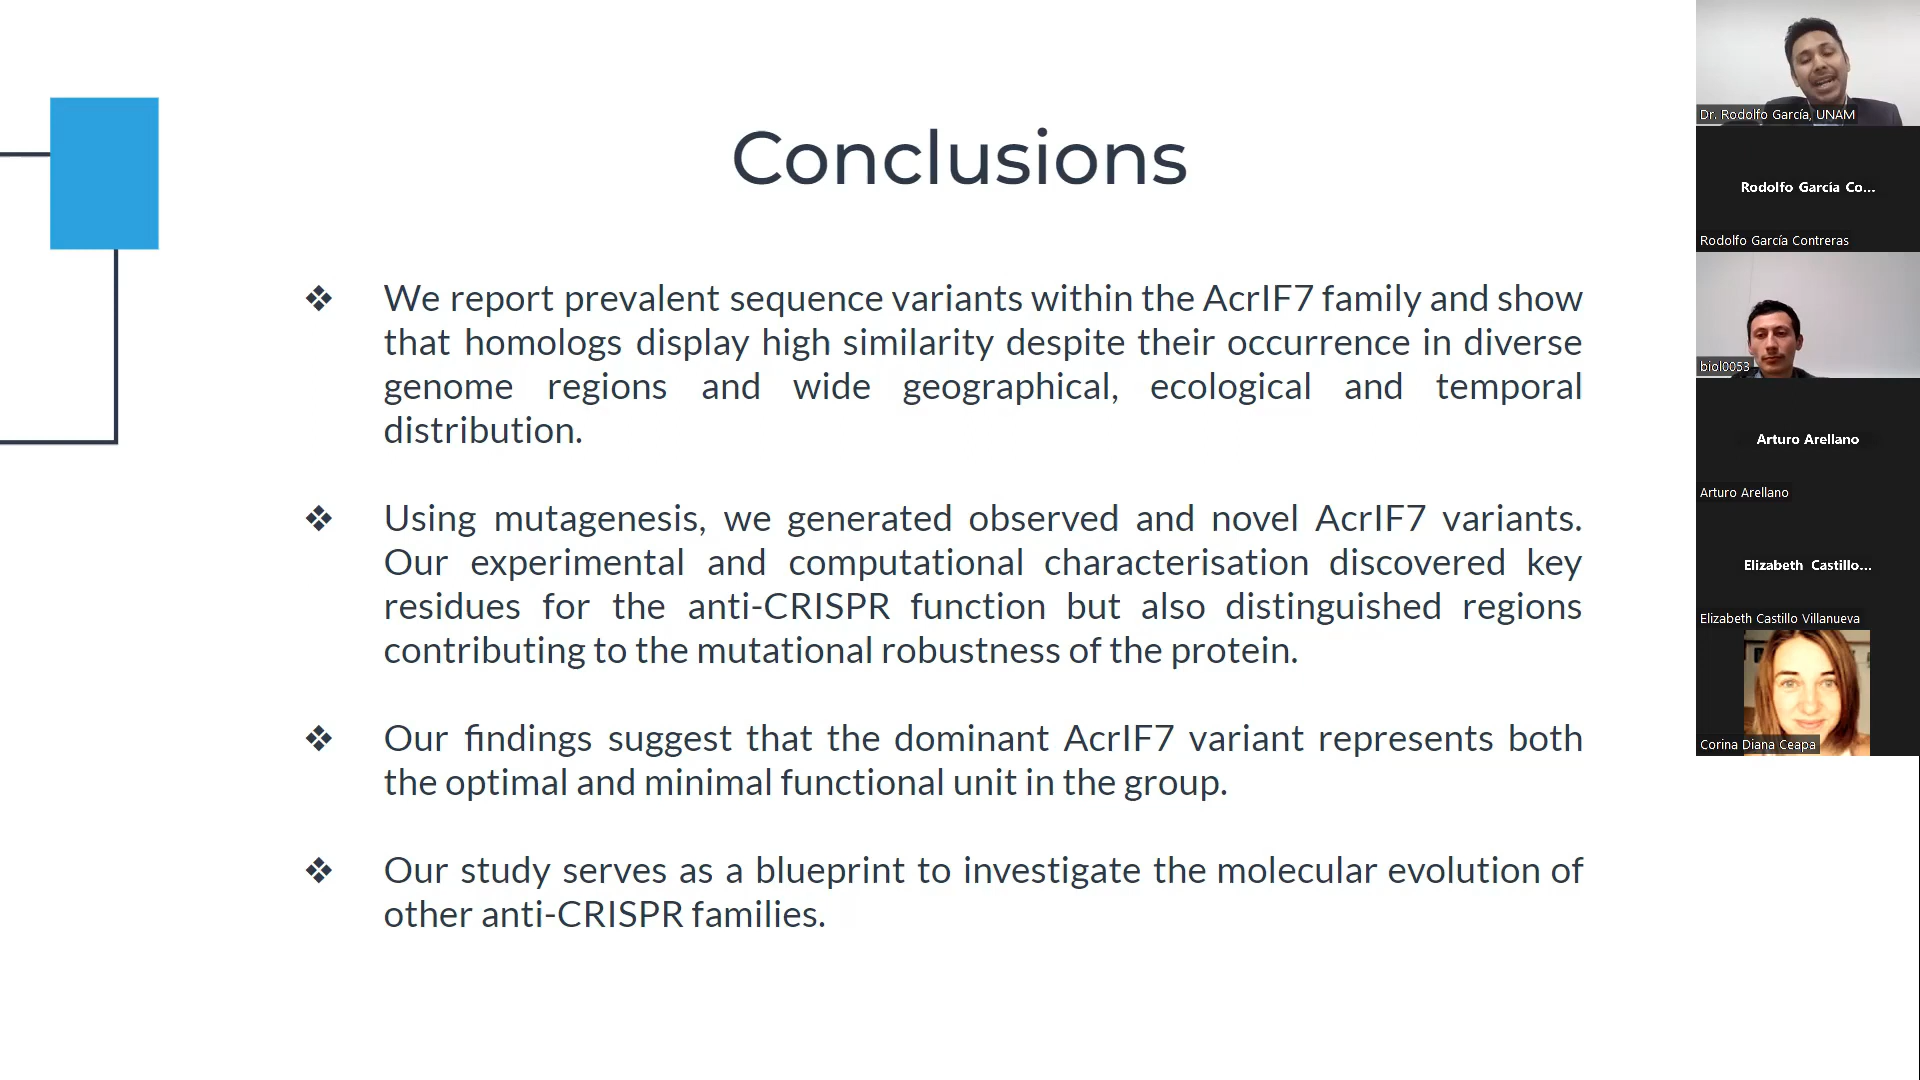 Conclusions
❖ We report prevalent sequence variants within the AcrIF7 family and show
that homologs display high similarity despite their occurrence in diverse
genome regions and wide geographical, ecological and temporal
distribution.
❖ Using mutagenesis, we generated observed and novel AcrIF7 variants.
Our experimental and computational characterisation discovered key
residues for the anti-CRISPR function but also distinguished regions
contributing to the mutational robustness of the protein.
❖ Our findings suggest that the dominant AcrIF7 variant represents both
the optimal and minimal functional unit in the group.
❖ Our study serves as a blueprint to investigate the molecular evolution of
other anti-CRISPR families.
Dr. Rodolfo García, UNAM
Rodolfo García Co...
Rodolfo García Contreras
biol0053
Arturo Arellano
Arturo Arellano
Elizabeth Castillo...
Elizabeth Castillo Villanueva
Corina Diana Ceapa